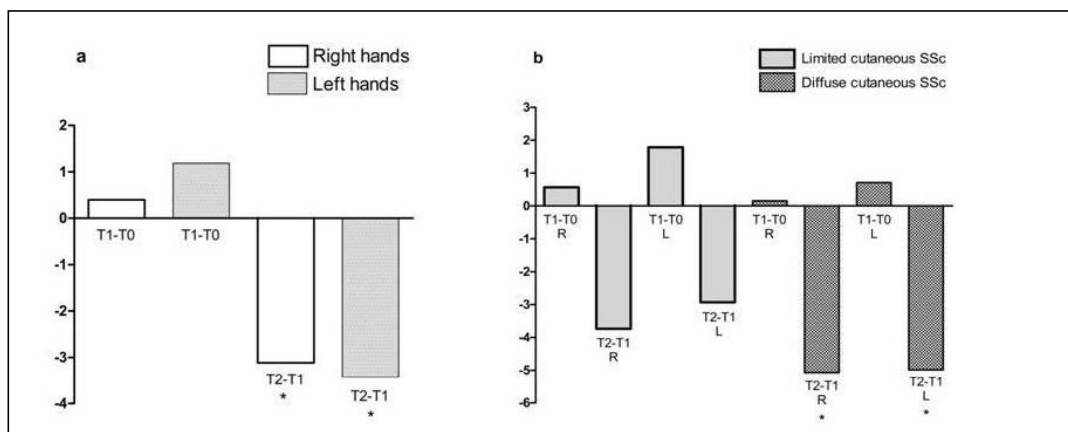 a
Right hands
Left hands
2
1
0
-1
-2
-3
-4
T1-T0
T1-T0
T2-T1
*
T2-T1
*
b
Limited cutaneous SSc
Diffuse cutaneous SSc
3
2
1
0
-1
-2
-3
-4
-5
-6
T1-T0
R
T2-T1
R
T1-T0
L
T2-T1
L
T1-T0
R
T2-T1
R
*
T1-T0
L
T2-T1
L
*